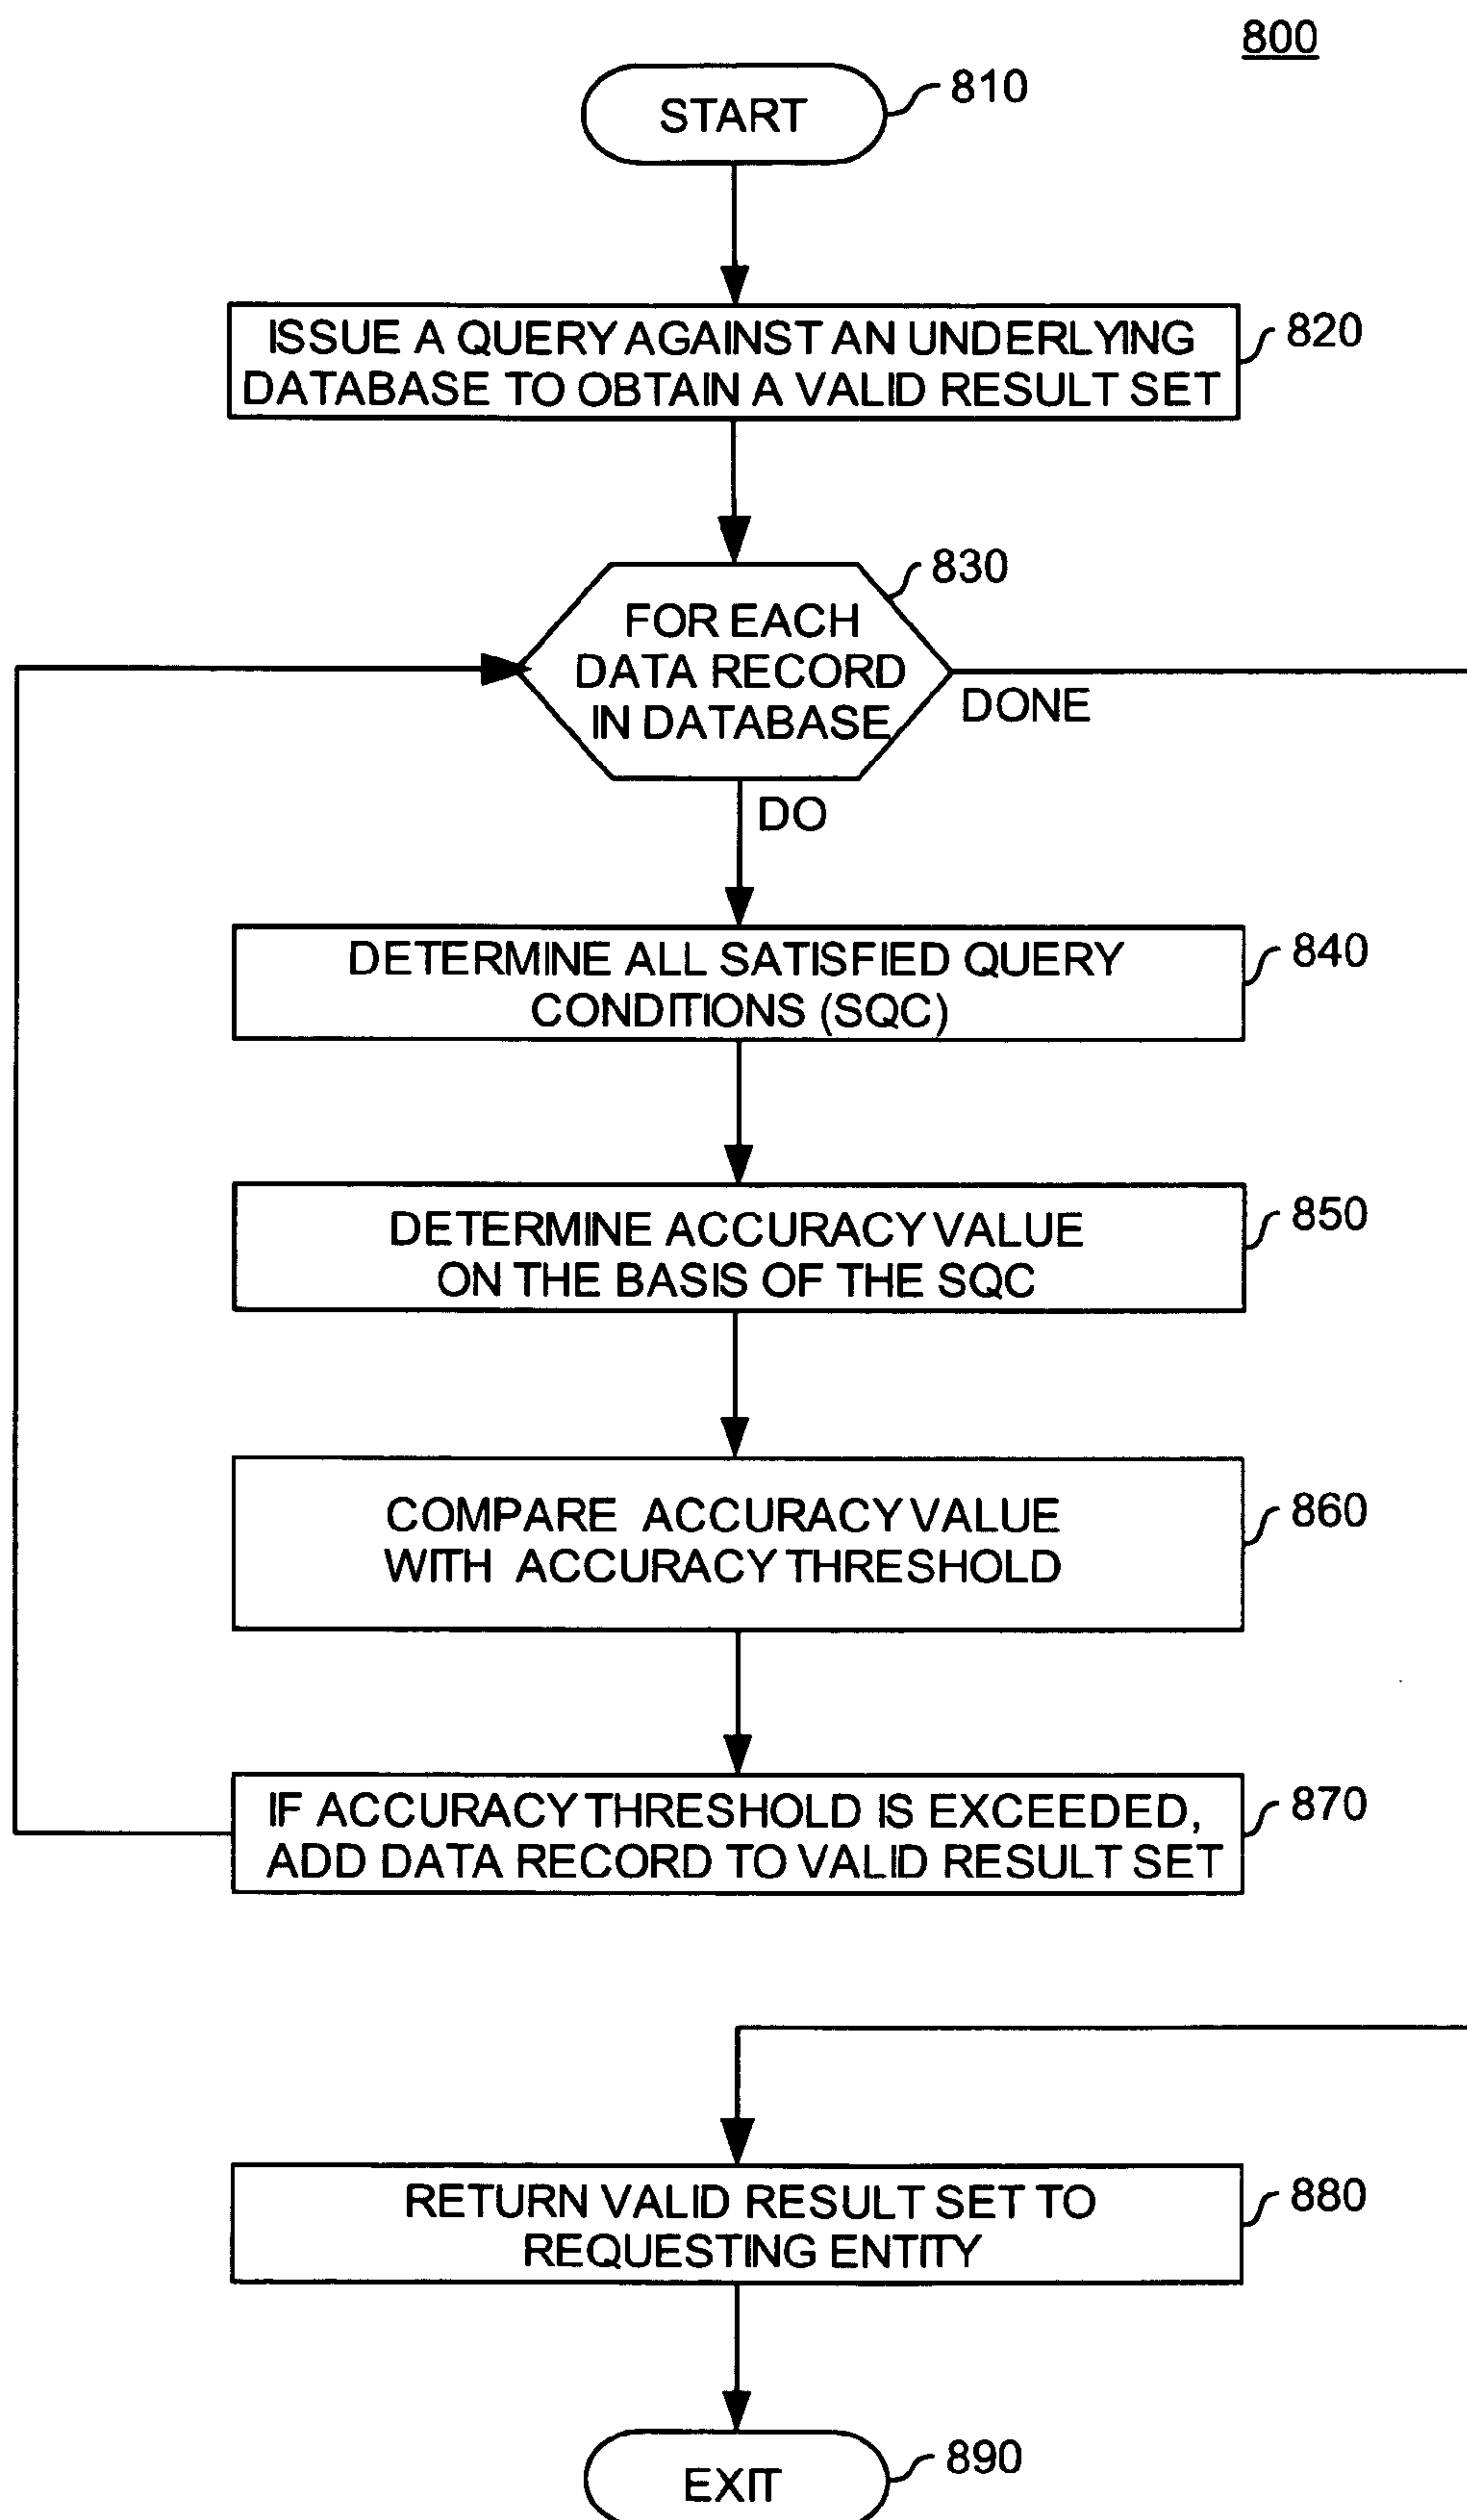 800
START
810
ISSUE A QUERY AGAINST AN UNDERLYING
DATABASE TO OBTAIN A VALID RESULT SET
820
830
FOR EACH
DATA RECORD
IN DATABASE
DONE
DO
DETERMINE ALL SATISFIED QUERY
CONDITIONS (SQC)
840
DETERMINE ACCURACY VALUE
ON THE BASIS OF THE SQC
850
COMPARE ACCURACY VALUE
WITH ACCURACY THRESHOLD
860
IF ACCURACY THRESHOLD IS EXCEEDED,
ADD DATA RECORD TO VALID RESULT SET
870
RETURN VALID RESULT SET TO
REQUESTING ENTITY
880
EXIT
890